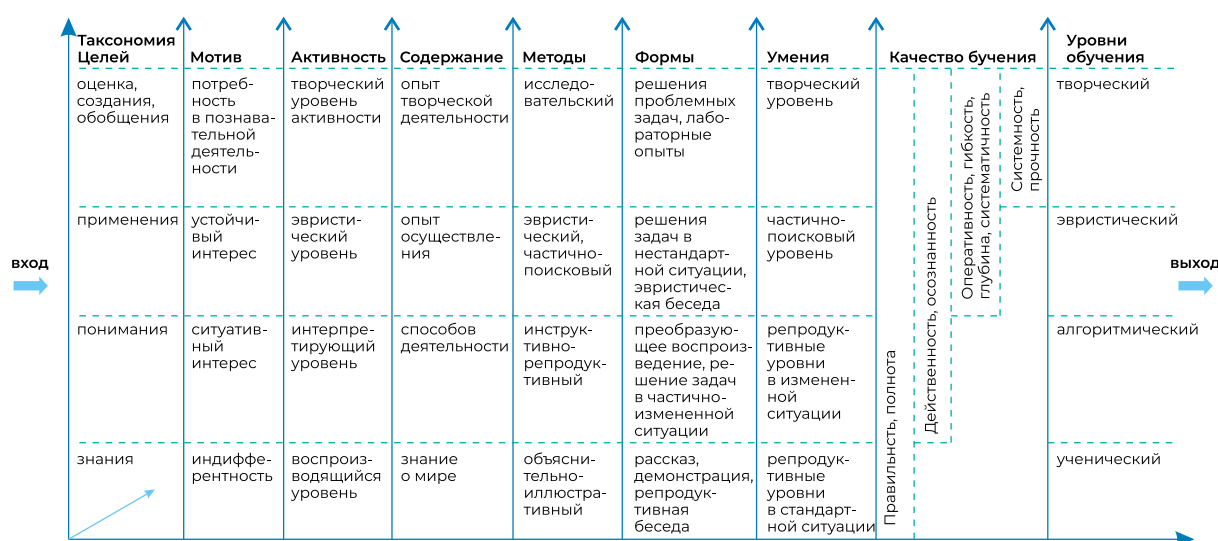 Таксономия
Целей
Мотив
Активность
Содержание
Методы
Формы
Умения
Качество бучения
Уровни
обучения
оценка,
создания,
обобщения
потреб-
ность
в познава-
тельной
деятель-
ности
творческий
уровень
активности
опыт
творческой
деятельности
исследо-
вательский
решения
проблемных
задач, лабо-
раторные
опыты
творческий
уровень
творческий
применения
устойчи-
вый
интерес
эвристи-
ческий
уровень
опыт
осуществле-
ния
эвристи-
ческий,
частично-
поисковый
решения
задач в
нестандарт-
ной ситуации,
эвристичес-
кая беседа
частично-
поисковый
уровень
эвристический
понимания
ситуатив-
ный
интерес
интерпре-
тирующий
уровень
способов
деятельности
инструк-
тивно-
репродук-
тивный
преобразую-
щее воспроиз-
ведение, ре-
шение задач
в частично-
измененной
ситуации
репродук-
тивные
уровни
в изменен-
ной
ситуации
алгоритмический
знания
индиффе-
рентность
воспроиз-
водящийся
уровень
знание
о мире
объясни-
тельно-
иллюстра-
тивный
рассказ,
демонстрация,
репродук-
тивная
беседа
репродук-
тивные
уровни
в стандарт-
ной ситуации
ученический
Правильнсть, полнота
Действенность, осознанность
Оперативность, гибкость,
глубина, систематичность
Системность,
прочность
вход
выход